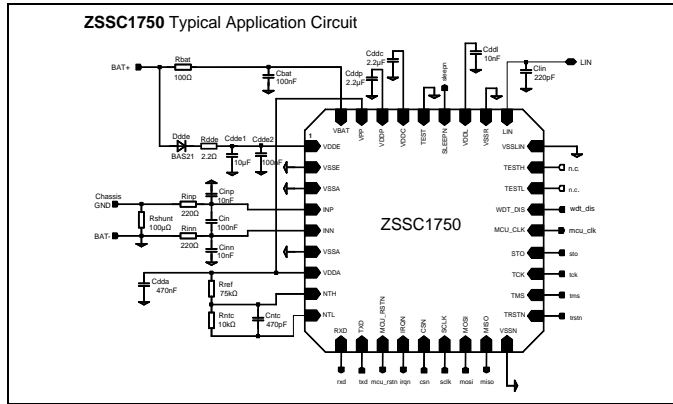 ZSSC1750 Typical Application Circuit
BAT+
Rbat
100Ω
Cbat
100nF
Cddp
2.2µF
Cddc
2.2µF
sleepn
Cddl
10nF
Clin
220pF
LIN
Ddde
BAS21
Rdde
2.2Ω
Cdde1
10µF
Cdde2
100nF
VBAT
VPP
VDDP
VDDC
TEST
SLEEPN
VDDL
VSSR
LIN
1
VDDE
VSSE
VSSA
INP
INN
VSSA
VDDA
NTH
NTL
ZSSC1750
VSSLIN
TESTH
TESTL
WDT_DIS
MCU_CLK
STO
TCK
TMS
TRSTN
n.c.
n.c.
wdt_dis
mcu_clk
sto
tck
tms
trstn
Chassis
GND
Rshunt
100µΩ
BAT-
Rinp
220Ω
Rinn
220Ω
Cinp
10nF
Cin
100nF
Cinn
10nF
Cdda
470nF
Rref
75kΩ
Rntc
10kΩ
Cntc
470pF
RXD
TXD
MCU_RSTN
IRQN
CSN
SCLK
MOSI
MISO
VSSN
rxd
txd
mcu_rstn
irqn
csn
sclk
mosi
miso